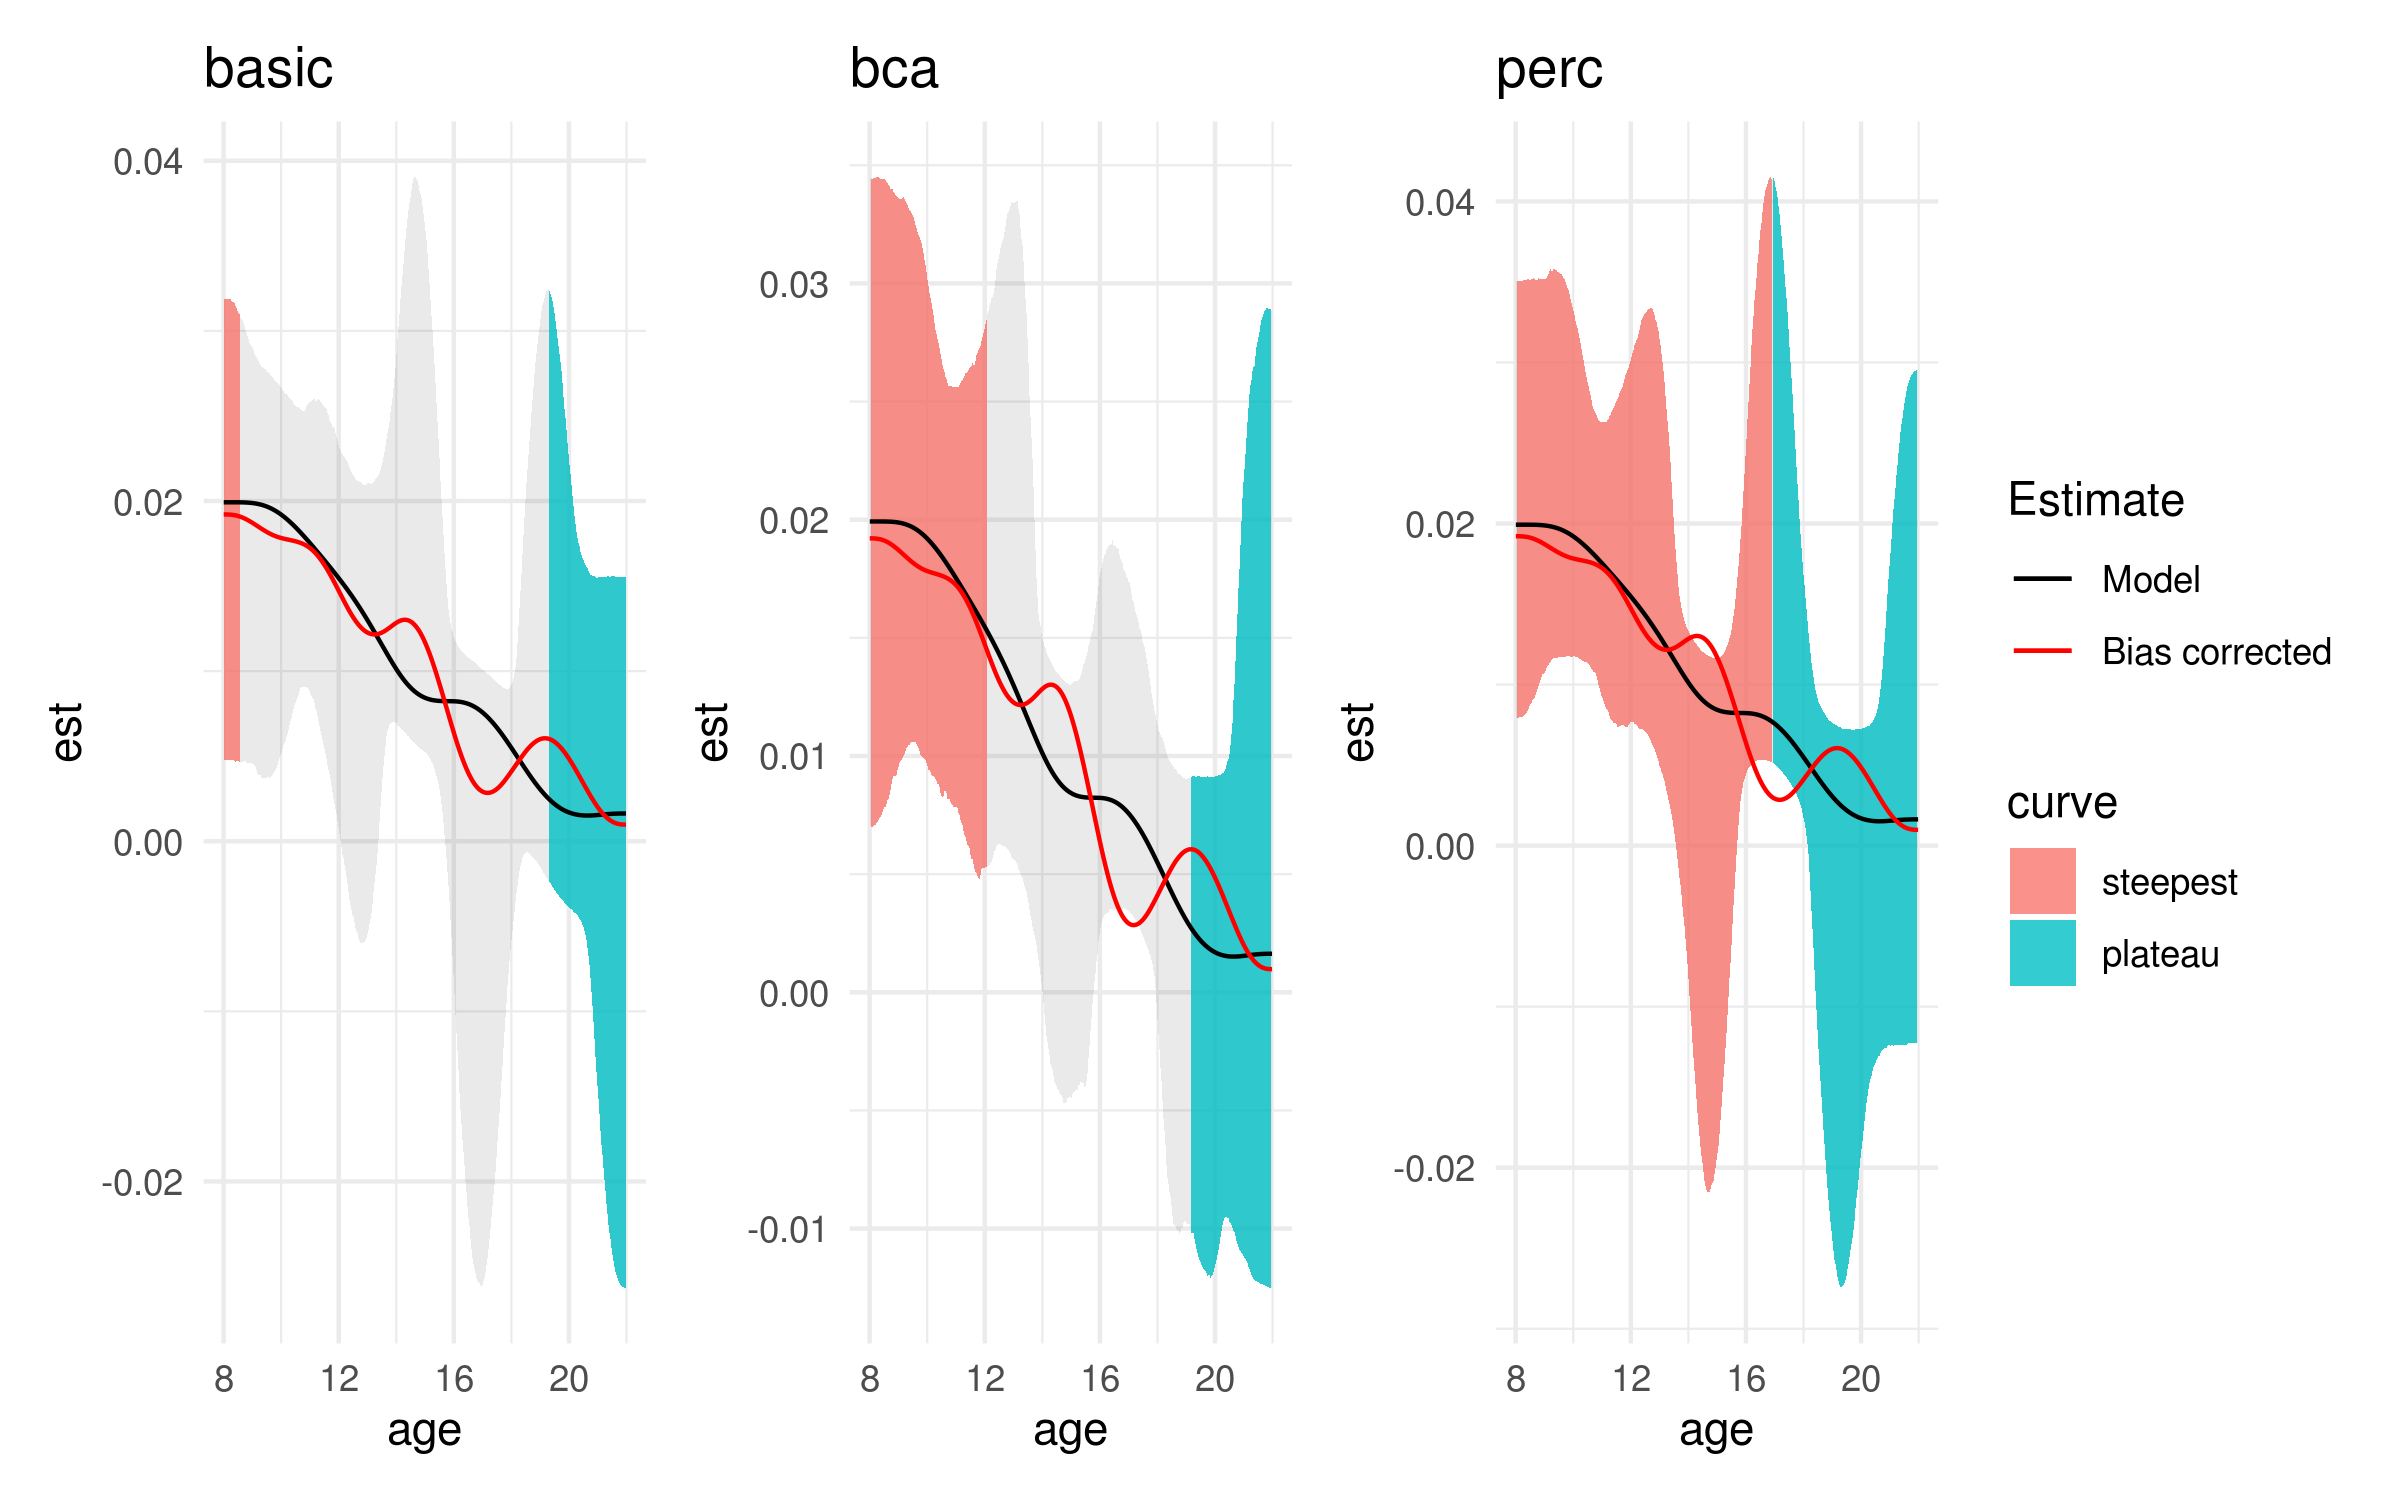 basic
0.04
0.02
0.00
-0.02
est
8 12 16 20
age
bca
0.03
0.02
0.01
0.00
-0.01
est
8 12 16 20
age
perc
0.04
0.02
0.00
-0.02
est
8 12 16 20
age
Estimate
Model
Bias corrected
curve
steepest
plateau